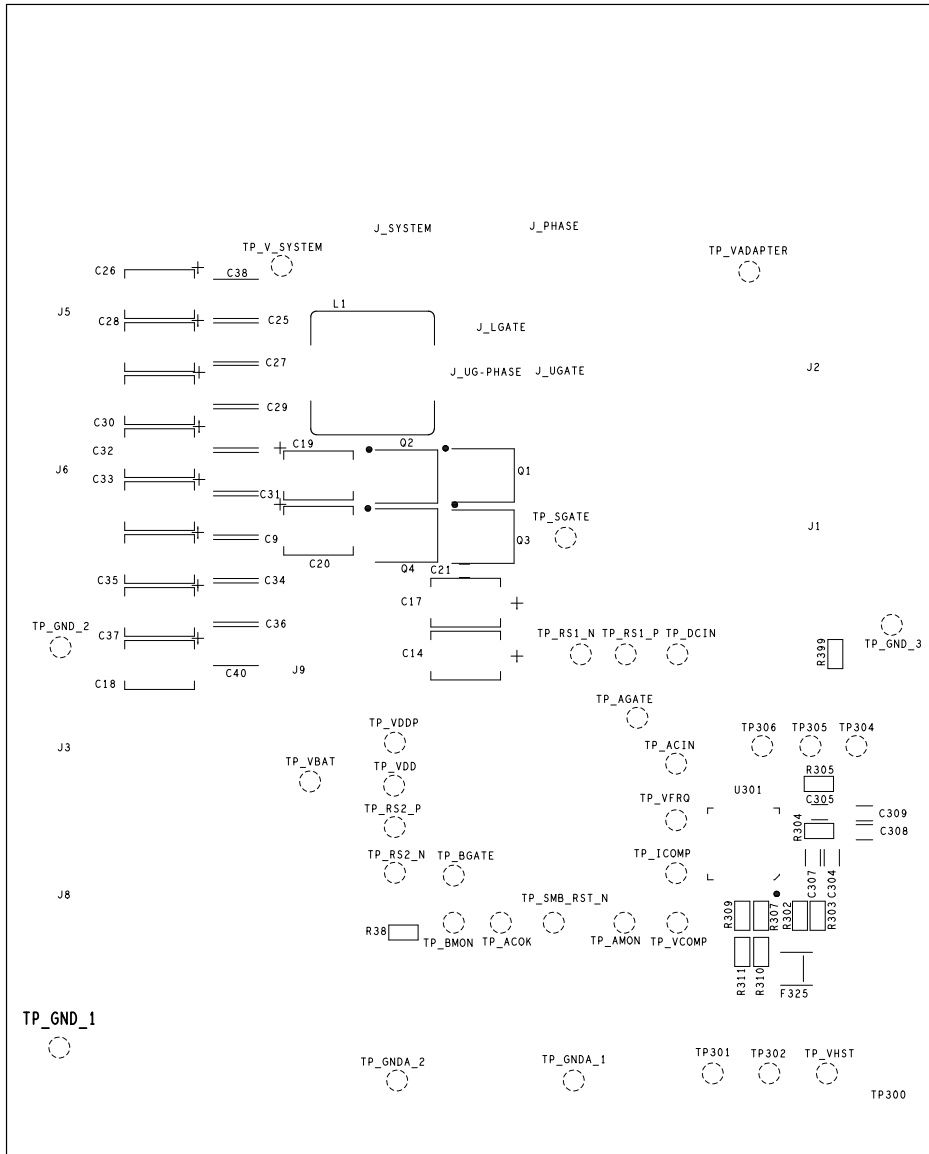 J_SYSTEM
J_PHASE
TP_V_SYSTEM
TP_VADAPTER
C26
C38
J5
C28
C25
L1
J_LGATE
C27
J_UG-PHASE
J_UGATE
J2
C29
C30
C32
C19
Q2
J6
C33
C31
Q1
TP_SGATE
J1
C9
C20
Q4
C21
Q3
C35
C34
C17
TP_GND_2
C37
C36
TP_RS1_N
TP_RS1_P
TP_DCIN
TP_GND_3
R399
C14
C18
C40
J9
TP_AGATE
J3
TP_VDDP
TP306
TP305
TP304
TP_VBAT
TP_VDD
TP_ACIN
R305
U301
C305
TP_RS2_P
TP_VFRQ
R304
C309
C308
TP_RS2_N
TP_BGATE
TP_ICOMP
C307
C304
J8
TP_SMB_RST_N
R309
R307
R302
R303
R38
TP_BMON
TP_ACOK
TP_AMON
TP_VCOMP
R311
R310
F325
TP_GND_1
TP_GNDA_2
TP_GNDA_1
TP301
TP302
TP_VHST
TP300